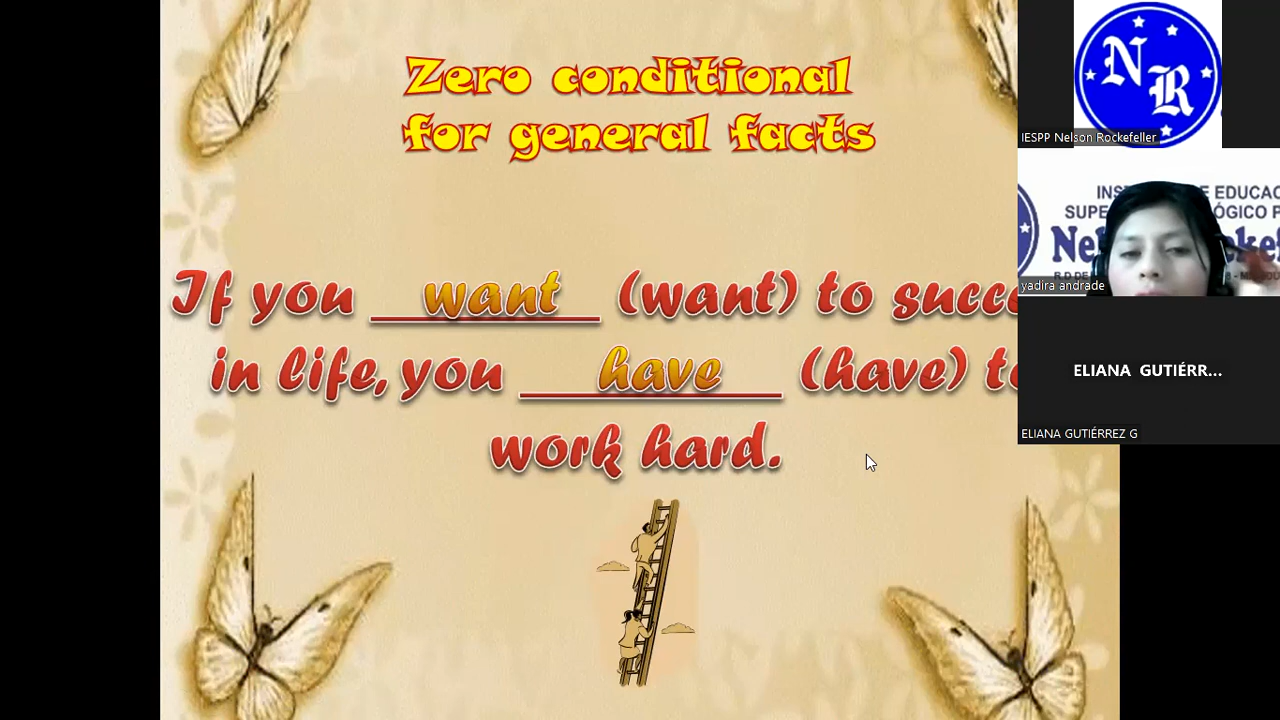 Zero conditional
for general facts
If you want (want) to
in life, you have (have)
work hard.
N
R
IESPP Nelson Rockefeller
yadira andrade
ELIANA GUTIÉRR...
ELIANA GUTIÉRREZ G